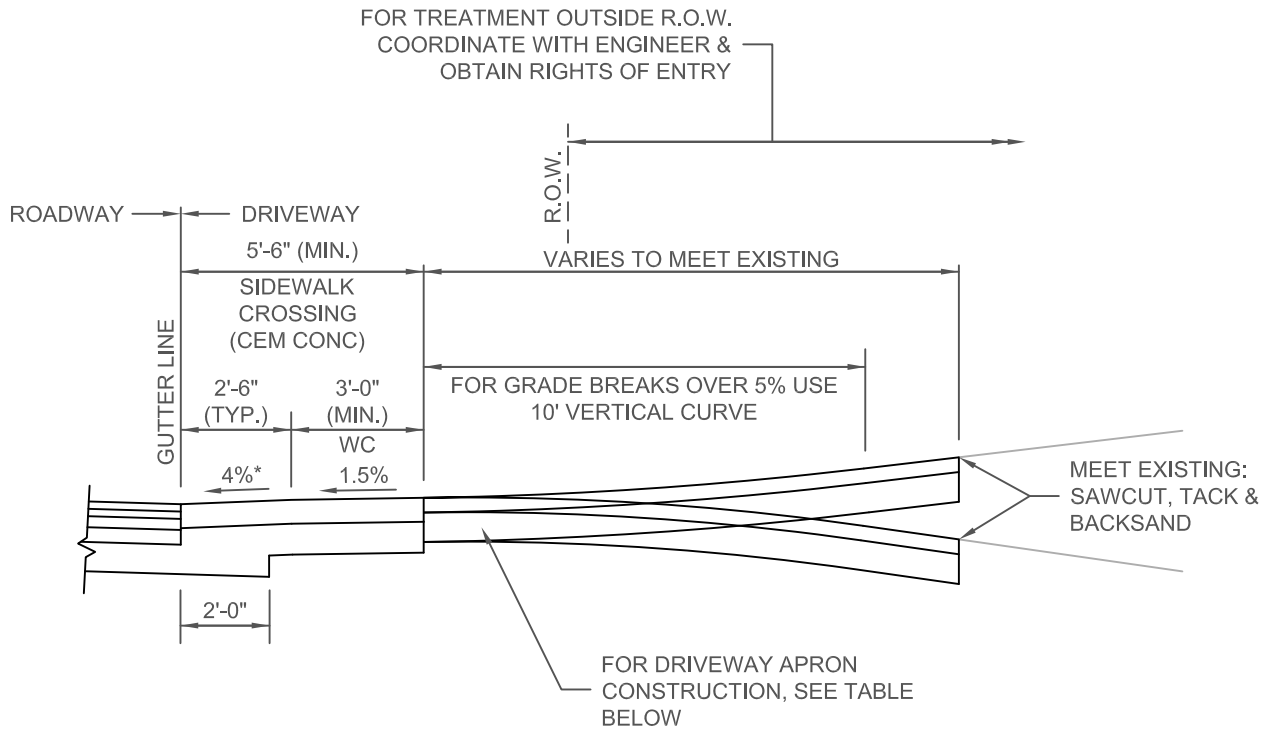 FOR TREATMENT OUTSIDE R.O.W.
COORDINATE WITH ENGINEER &
OBTAIN RIGHTS OF ENTRY
R.O.W.
ROADWAY
DRIVEWAY
5'-6" (MIN.)
VARIES TO MEET EXISTING
SIDEWALK
CROSSING
(CEM CONC)
GUTTER LINE
2'-6"
(TYP.)
3'-0"
(MIN.)
WC
FOR GRADE BREAKS OVER 5% USE
10' VERTICAL CURVE
4%*
1.5%
MEET EXISTING:
SAWCUT, TACK &
BACKSAND
2'-0"
FOR DRIVEWAY APRON
CONSTRUCTION, SEE TABLE
BELOW